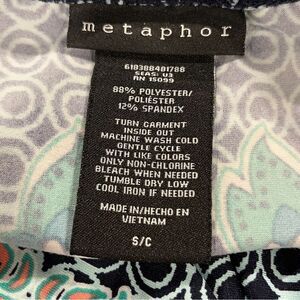 metaphor
618388481788
SEAS: U3
RN 15099
88% POLYESTER/
POLIÉSTER
12% SPANDEX
TURN GARMENT
INSIDE OUT
MACHINE WASH COLD
GENTLE CYCLE
WITH LIKE COLORS
ONLY NON-CHLORINE
BLEACH WHEN NEEDED
TUMBLE DRY LOW
COOL IRON IF NEEDED
MADE IN/HECHO EN
VIETNAM
S/C